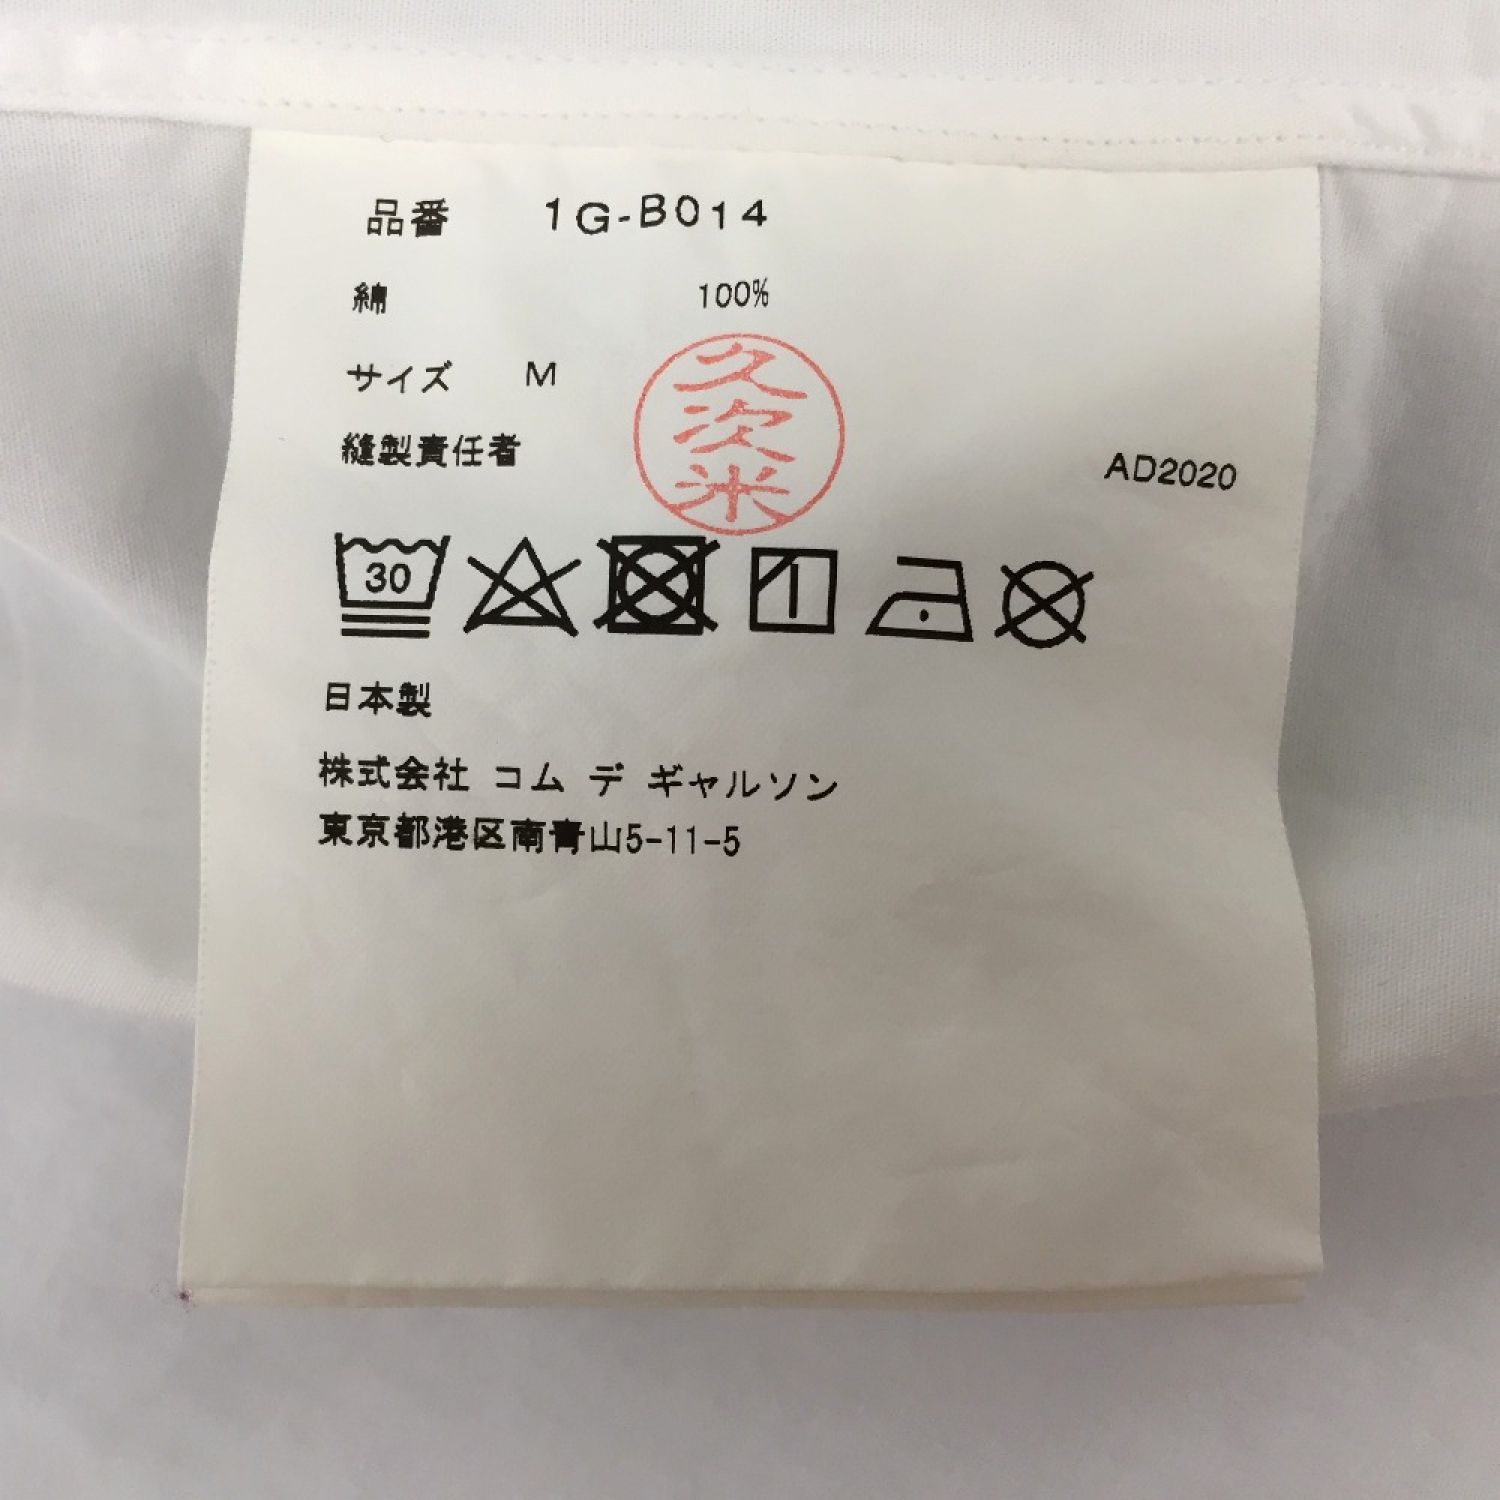 品番 1G-B014
綿 100%
サイズ M
久次米
縫製責任者
AD2020
30
日本製
株式会社 コム デ ギャルソン
東京都港区南青山5-11-5